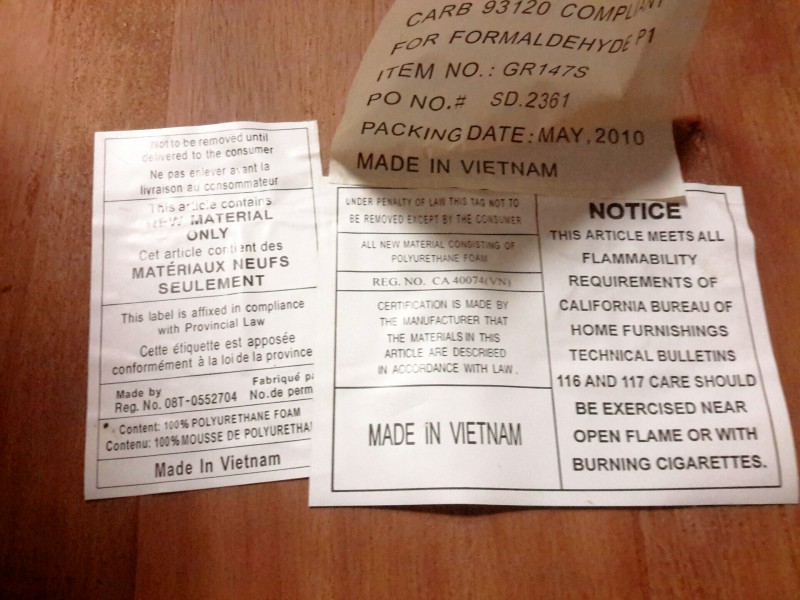 CARB 93120 COMPLIANT
FOR FORMALDEHYDE P1
ITEM NO.: GR147S
PO NO.# SD.2361
PACKING DATE: MAY, 2010
MADE IN VIETNAM
Not to be removed until
delivered to the consumer
Ne pas enlever avant la
livraison au consommateur
This article contains
NEW MATERIAL
ONLY
Cet article contient des
MATÉRIAUX NEUFS
SEULEMENT
This label is affixed in compliance
with Provincial Law
Cette étiquette est apposée
conformément à la loi de la province
Made by Fabriqué pa
Reg. No. 08T-0552704 No.de perm
* Content: 100% POLYURETHANE FOAM
Contenu: 100% MOUSSE DE POLYURETHA
Made In Vietnam
UNDER PENALTY OF LAW THIS TAG NOT TO
BE REMOVED EXCEPT BY THE CONSUMER
ALL NEW MATERIAL CONSISTING OF
POLYURETHANE FOAM
REG. NO. CA 40074(VN)
CERTIFICATION IS MADE BY
THE MANUFACTURER THAT
THE MATERIALS IN THIS
ARTICLE ARE DESCRIBED
IN ACCORDANCE WITH LAW.
MADE iN VIETNAM
NOTICE
THIS ARTICLE MEETS ALL
FLAMMABILITY
REQUIREMENTS OF
CALIFORNIA BUREAU OF
HOME FURNISHINGS
TECHNICAL BULLETINS
116 AND 117 CARE SHOULD
BE EXERCISED NEAR
OPEN FLAME OR WITH
BURNING CIGARETTES.